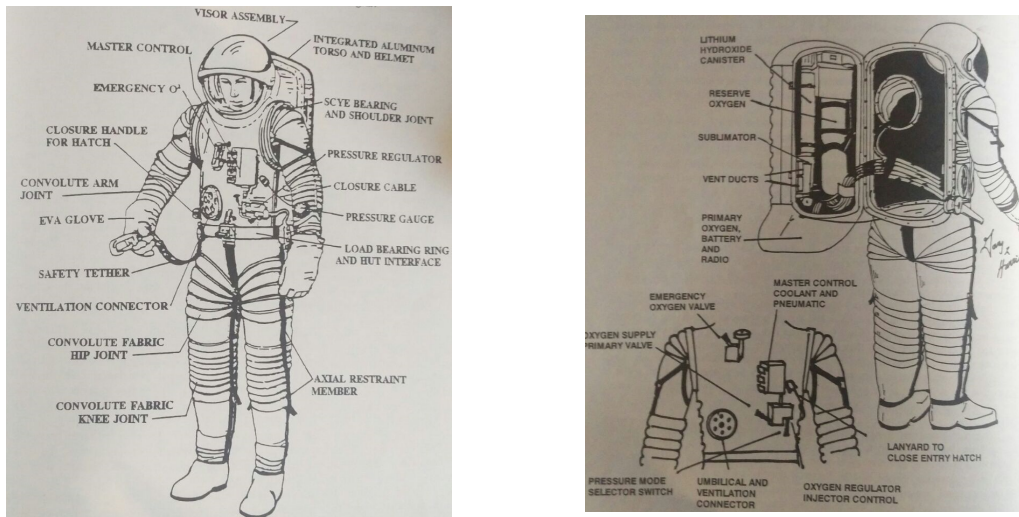 VISOR ASSEMBLY
MASTER CONTROL
INTEGRATED ALUMINUM
TORSO AND HELMET
EMERGENCY
SCYE BEARING
AND SHOULDER JOINT
CLOSURE HANDLE
FOR HATCH
PRESSURE REGULATOR
CONVOLUTE ARM
JOINT
CLOSURE CABLE
EVA GLOVE
PRESSURE GAUGE
LOAD BEARING RING
AND HUT INTERFACE
SAFETY TETHER
VENTILATION CONNECTOR
CONVOLUTE FABRIC
HIP JOINT
AXIAL RESTRAINT
MEMBER
CONVOLUTE FABRIC
KNEE JOINT
LITHIUM
HYDROXIDE
CANISTER
RESERVE
OXYGEN
SUBLIMATOR
VENT DUCTS
PRIMARY
OXYGEN,
BATTERY
AND
RADIO
Gary
L
MASTER CONTROL
COOLANT AND
PNEUMATIC
EMERGENCY
OXYGEN VALVE
OXYGEN SUPPLY
PRIMARY VALVE
LANYARD TO
CLOSE ENTRY HATCH
PRESSURE MODE
SELECTOR SWITCH
UMBILICAL AND
VENTILATION
CONNECTOR
OXYGEN REGULATOR
INJECTOR CONTROL